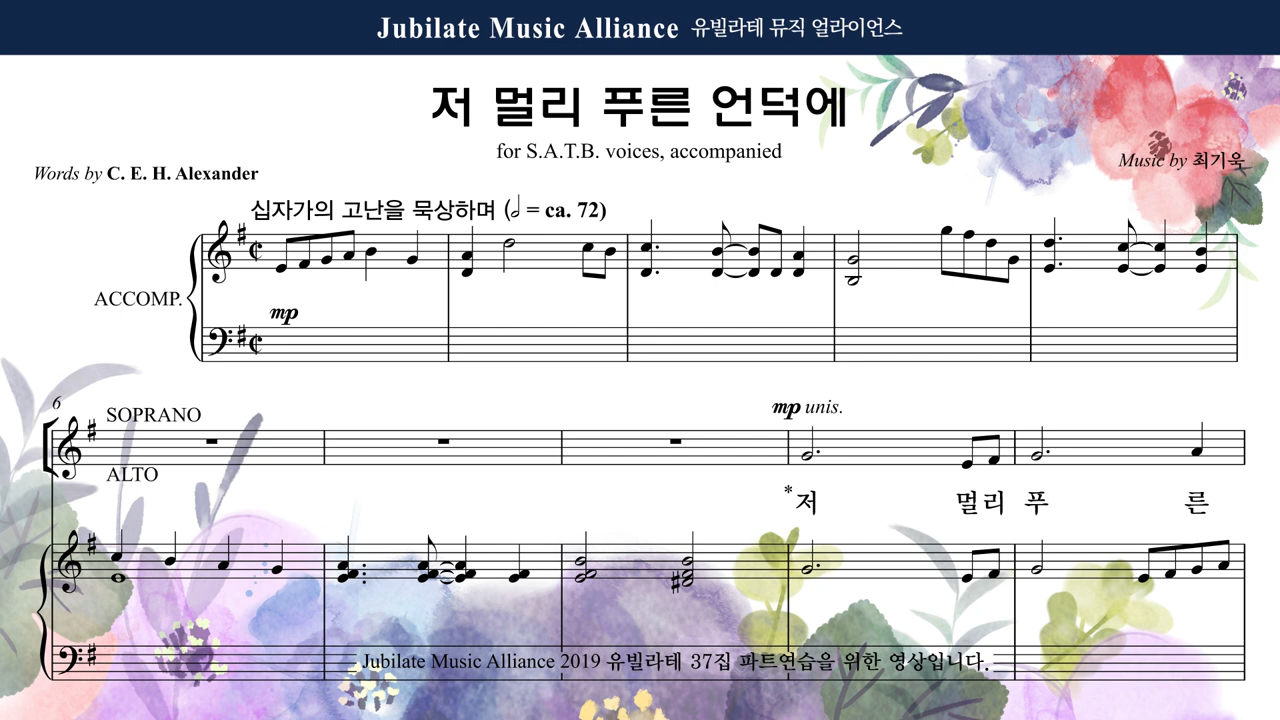 Jubilate Music Alliance 유빌라테 뮤직 얼라이언스
저 멀리 푸른 언덕에
for S.A.T.B. voices, accompanied
Words by C. E. H. Alexander
Music by 최기욱
십자가의 고난을 묵상하며 (𝅗𝅥 = ca. 72)
ACCOMP.
mp
6
SOPRANO
mp unis.
ALTO
*저 멀리 푸 른
Jubilate Music Alliance 2019 유빌라테 37집 파트연습을 위한 영상입니다.